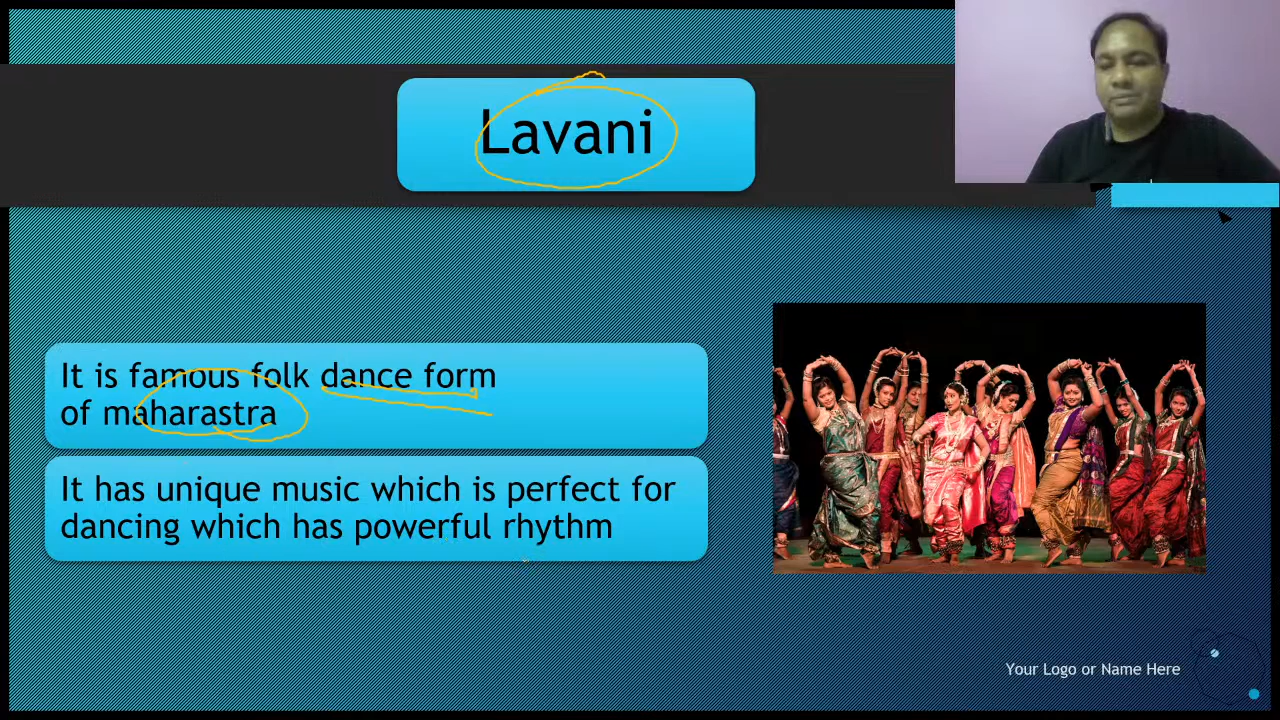 Lavani
It is famous folk dance form
of maharastra
It has unique music which is perfect for
dancing which has powerful rhythm
Your Logo or Name Here